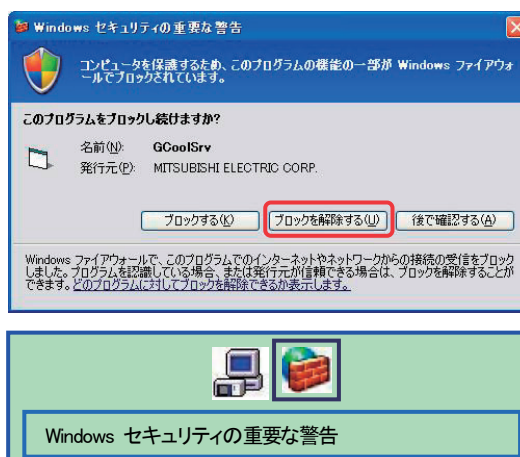 Windows セキュリティの重要な警告
コンピュータを保護するため、このプログラムの機能の一部が Windows ファイアウォ
ールでブロックされています。
このプログラムをブロックし続けますか?
名前(N): GCoolSrv
発行元(P): MITSUBISHI ELECTRIC CORP.
ブロックする(K) ブロックを解除する(U) 後で確認する(A)
Windows ファイアウォールで、このプログラムでのインターネットやネットワークからの接続の受信をブロック
しました。プログラムを認識している場合、または発行元が信頼できる場合は、ブロックを解除することが
できます。どのプログラムに対してブロックを解除できるか表示します。
Windows セキュリティの重要な警告